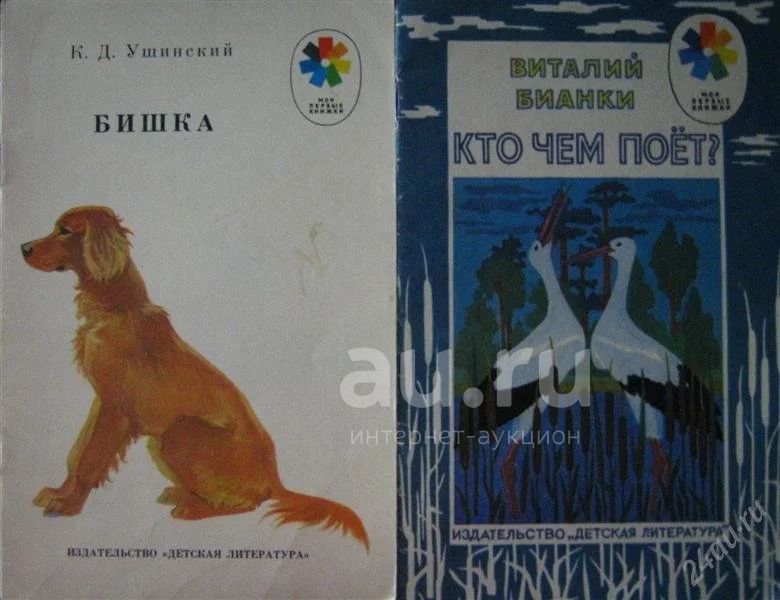 К. Д. Ушинский
МОИ
ПЕРВЫЕ
КНИЖКИ
БИШКА
ИЗДАТЕЛЬСТВО «ДЕТСКАЯ ЛИТЕРАТУРА»
ВИТАЛИЙ
БИАНКИ
МОИ
ПЕРВЫЕ
КНИЖКИ
КТО ЧЕМ ПОЁТ?
ИЗДАТЕЛЬСТВО „ДЕТСКАЯ ЛИТЕРАТУРА"
au.ru
интернет-аукцион
24au.ru